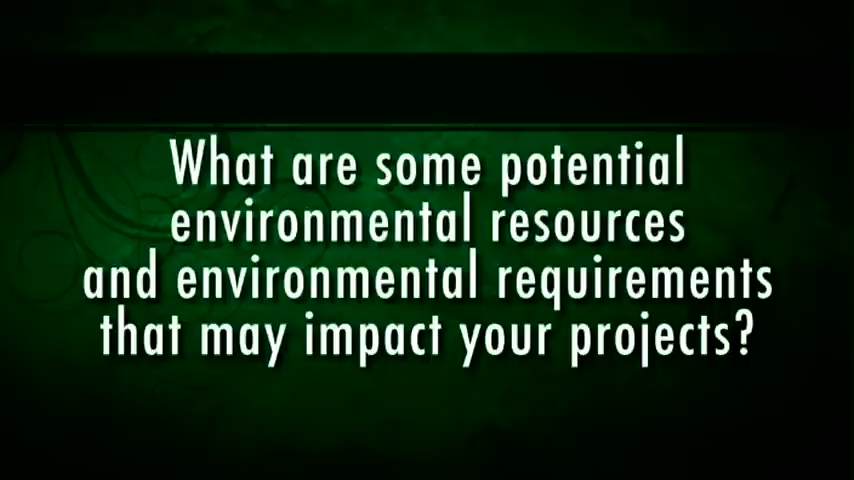 What are some potential
environmental resources
and environmental requirements
that may impact your projects?